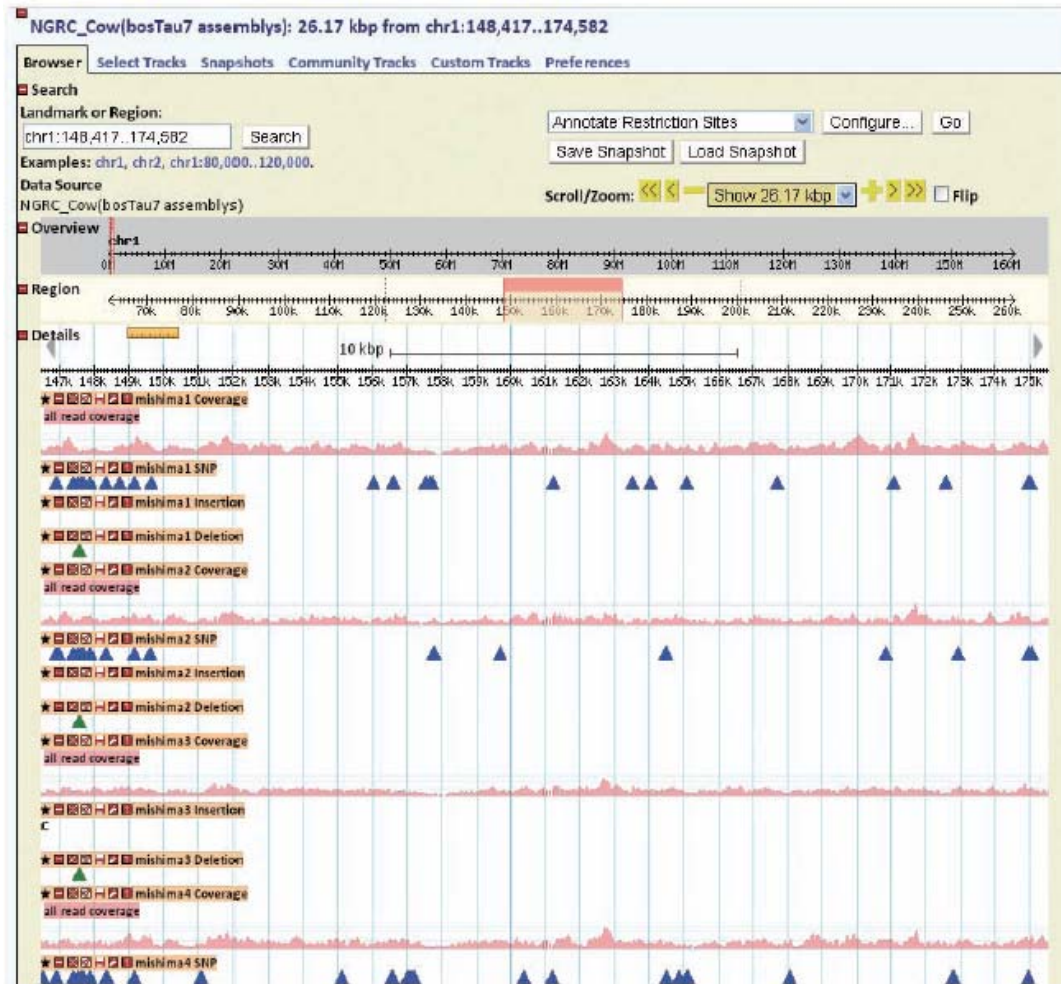 NGRC_Cow(bosTau7 assemblys): 26.17 kbp from chr1:148,417..174,582
Browser Select Tracks Snapshots Community Tracks Custom Tracks Preferences
Search
Landmark or Region:
chr1:148,417..174,582 Search
Annotate Restriction Sites Configure... Go
Save Snapshot Load Snapshot
Examples: chr1, chr2, chr1:80,000..120,000.
Data Source
NGRC_Cow(bosTau7 assemblys)
Scroll/Zoom: << < Show 26.17 kbp > >> Flip
Overview
chr1
0M 10M 20M 30M 40M 50M 60M 70M 80M 90M 100M 110M 120M 130M 140M 150M 160M
Region
70k 80k 90k 100k 110k 120k 130k 140k 150k 160k 170k 180k 190k 200k 210k 220k 230k 240k 250k 260k
Details
10 kbp
147k 148k 149k 150k 151k 152k 153k 154k 155k 156k 157k 158k 159k 160k 161k 162k 163k 164k 165k 166k 167k 168k 169k 170k 171k 172k 173k 174k 175k
mishima1 Coverage
all read coverage
mishima1 SNP
mishima1 Insertion
mishima1 Deletion
mishima2 Coverage
all read coverage
mishima2 SNP
mishima2 Insertion
mishima2 Deletion
mishima3 Coverage
all read coverage
mishima3 Insertion
C
mishima3 Deletion
mishima4 Coverage
all read coverage
mishima4 SNP